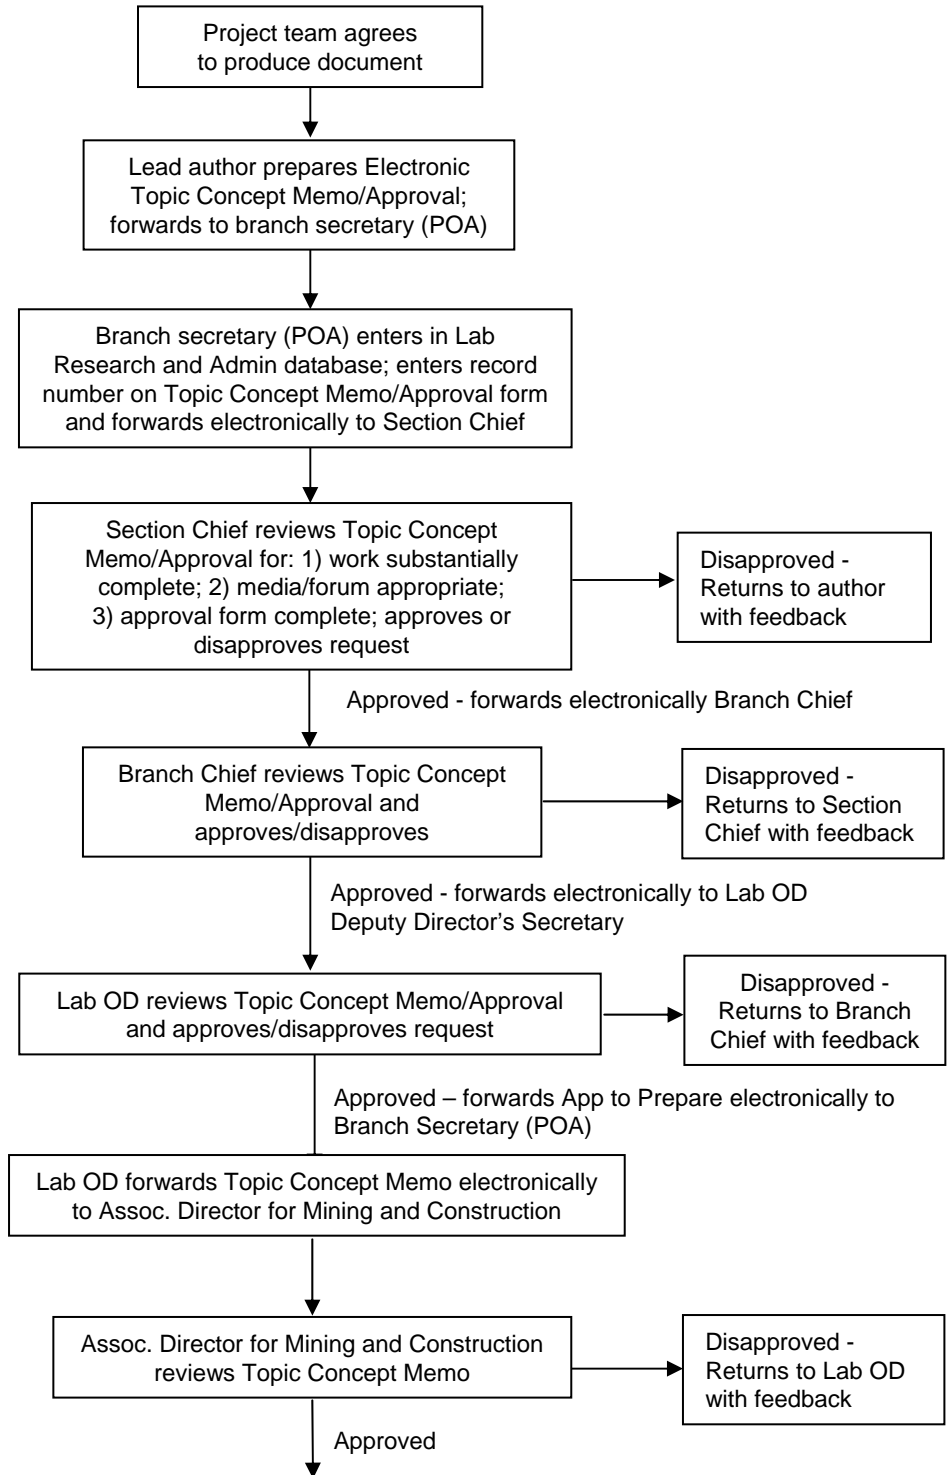 Project team agrees
to produce document
Lead author prepares Electronic
Topic Concept Memo/Approval;
forwards to branch secretary (POA)
Branch secretary (POA) enters in Lab
Research and Admin database; enters record
number on Topic Concept Memo/Approval form
and forwards electronically to Section Chief
Section Chief reviews Topic Concept
Memo/Approval for: 1) work substantially
complete; 2) media/forum appropriate;
3) approval form complete; approves or
disapproves request
Disapproved -
Returns to author
with feedback
Approved - forwards electronically Branch Chief
Branch Chief reviews Topic Concept
Memo/Approval and
approves/disapproves
Disapproved -
Returns to Section
Chief with feedback
Approved - forwards electronically to Lab OD
Deputy Director’s Secretary
Lab OD reviews Topic Concept Memo/Approval
and approves/disapproves request
Disapproved -
Returns to Branch
Chief with feedback
Approved – forwards App to Prepare electronically to
Branch Secretary (POA)
Lab OD forwards Topic Concept Memo electronically
to Assoc. Director for Mining and Construction
Assoc. Director for Mining and Construction
reviews Topic Concept Memo
Disapproved -
Returns to Lab OD
with feedback
Approved